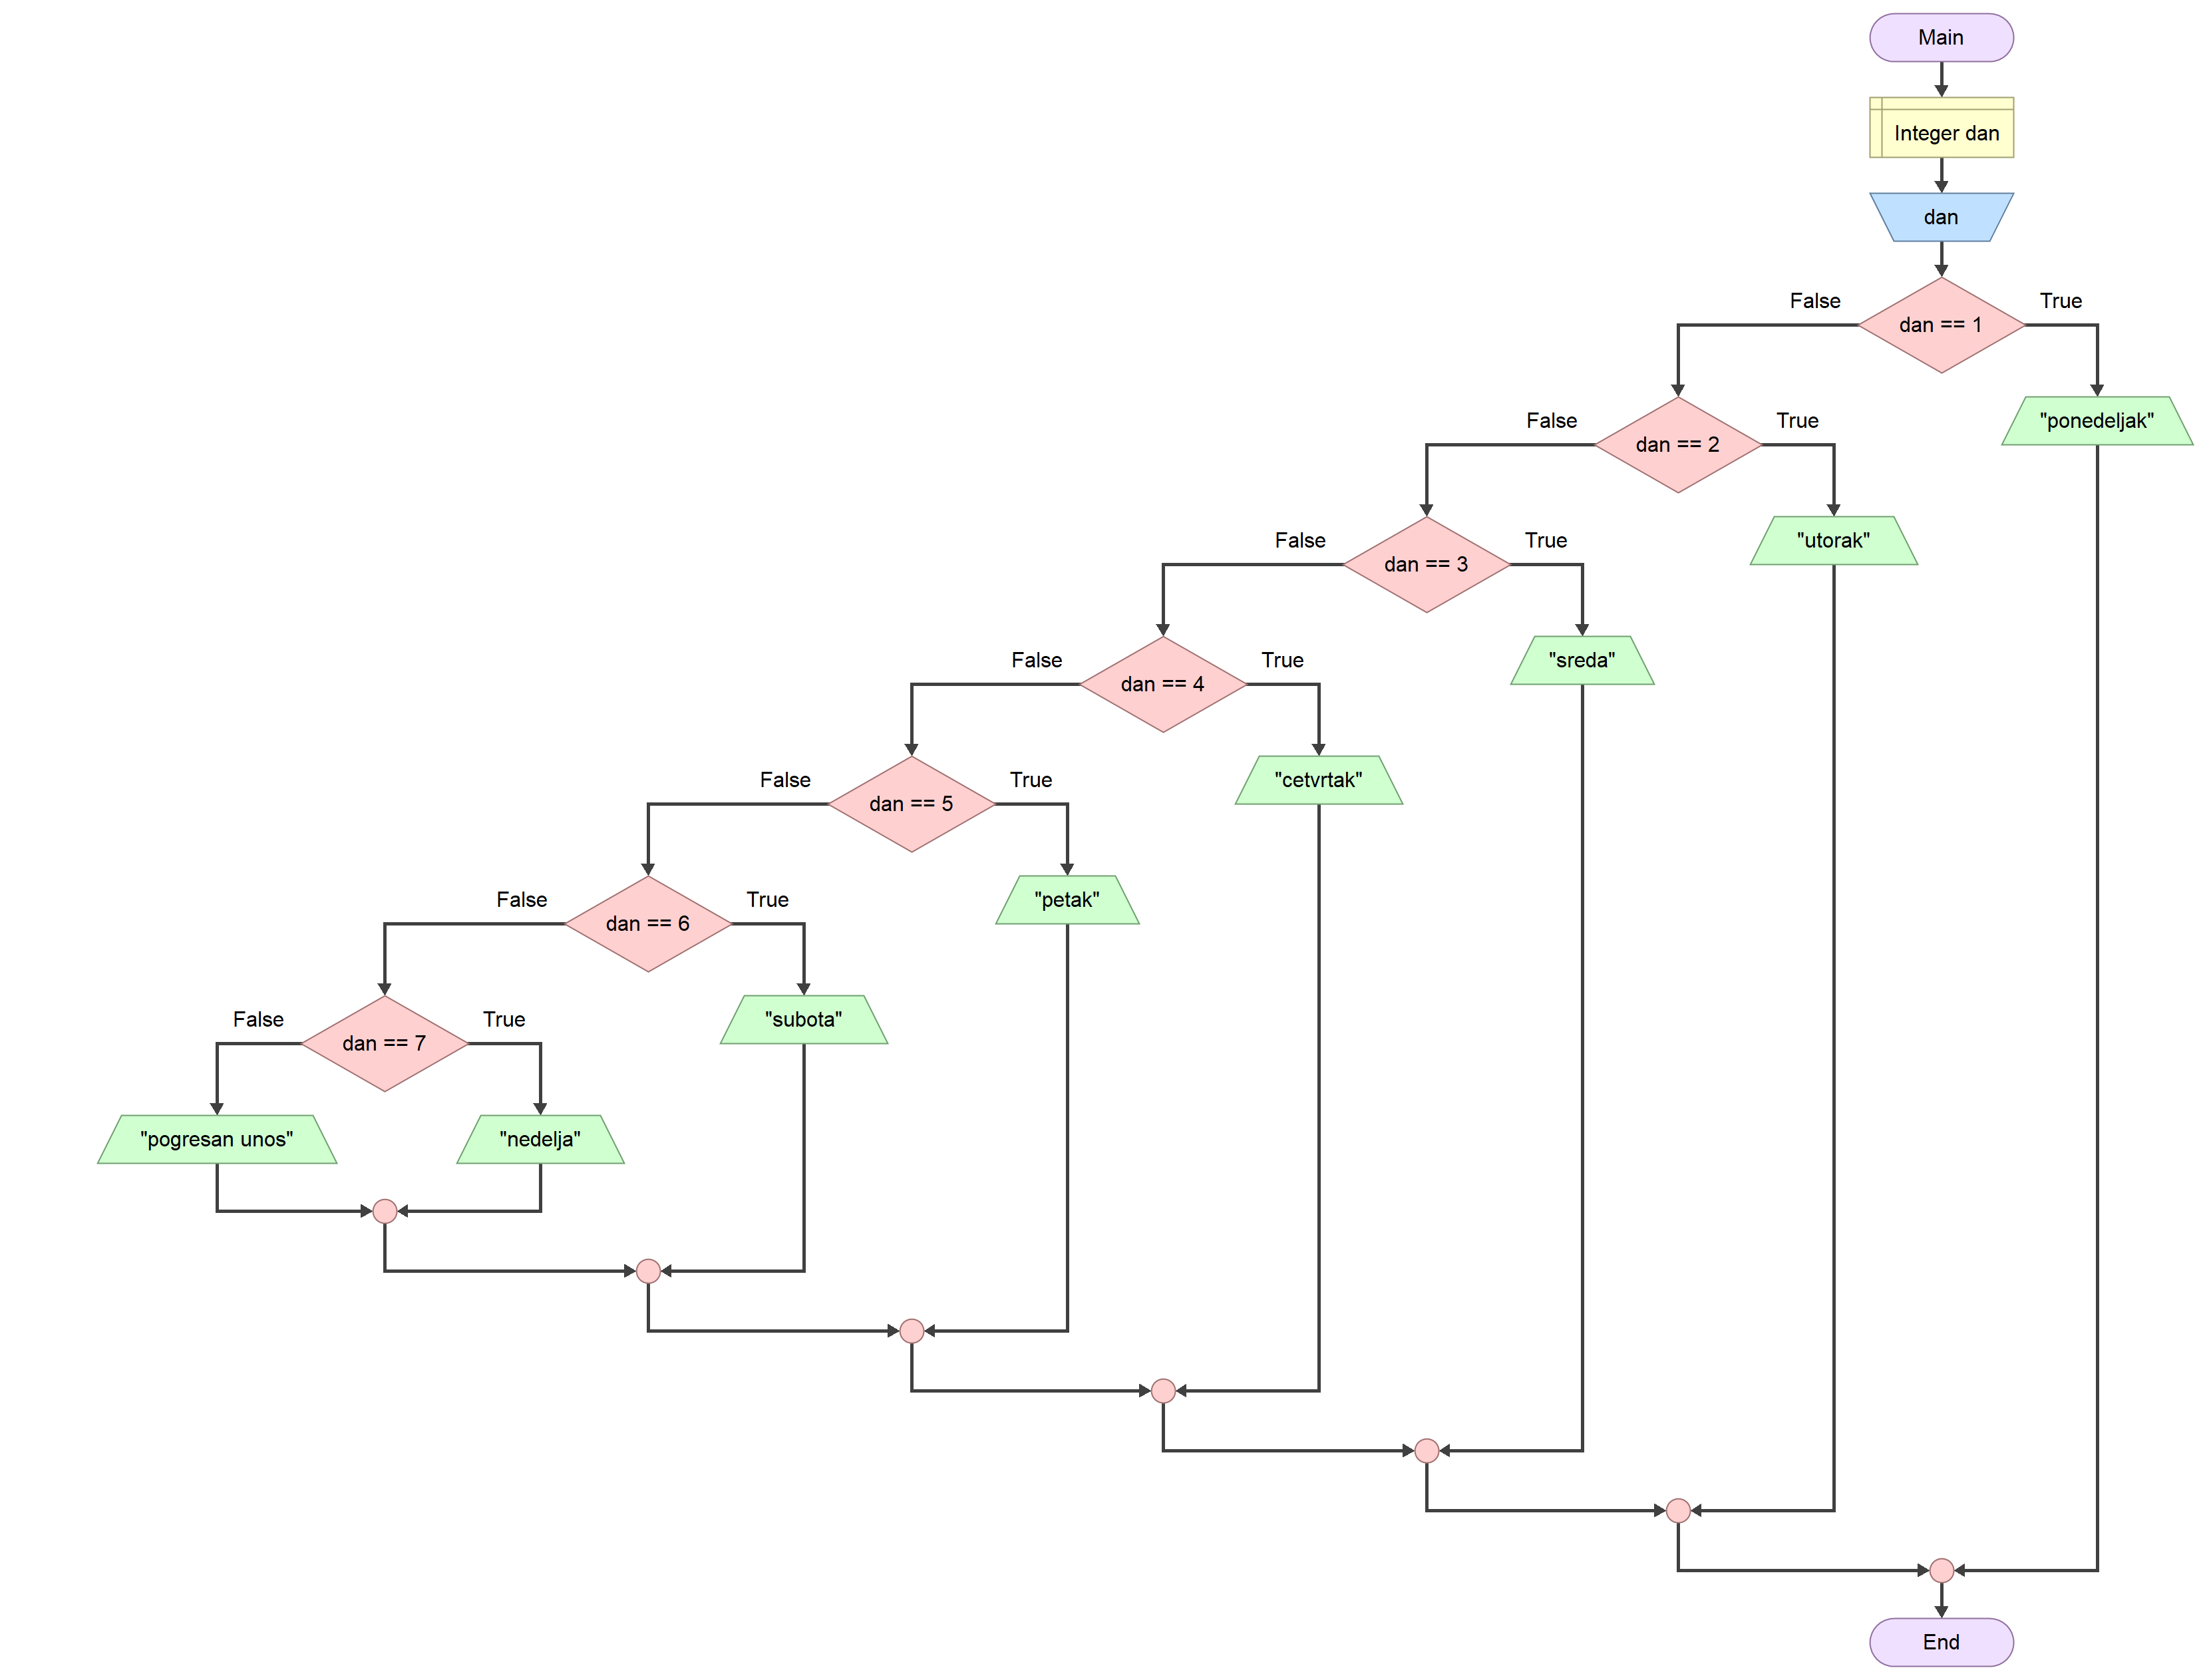 Main
Integer dan
dan
False
dan == 1
True
"ponedeljak"
False
dan == 2
True
"utorak"
False
dan == 3
True
"sreda"
False
dan == 4
True
"cetvrtak"
False
dan == 5
True
"petak"
False
dan == 6
True
"subota"
False
dan == 7
True
"pogresan unos"
"nedelja"
End